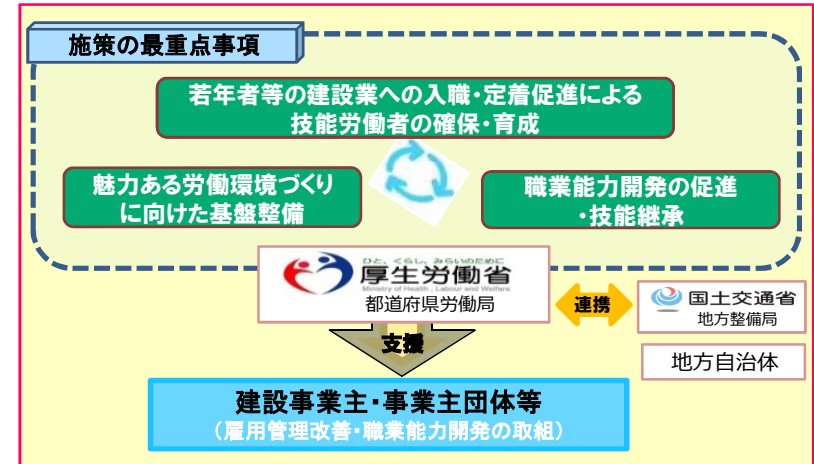 施策の最重点事項
若年者等の建設業への入職・定着促進による
技能労働者の確保・育成
魅力ある労働環境づくり
に向けた基盤整備
職業能力開発の促進
・技能継承
ひと、くらし、みらいのために
厚生労働省
Ministry of Health, Labour and Welfare
都道府県労働局
連携
国土交通省
地方整備局
地方自治体
支援
建設事業主・事業主団体等
（雇用管理改善・職業能力開発の取組）